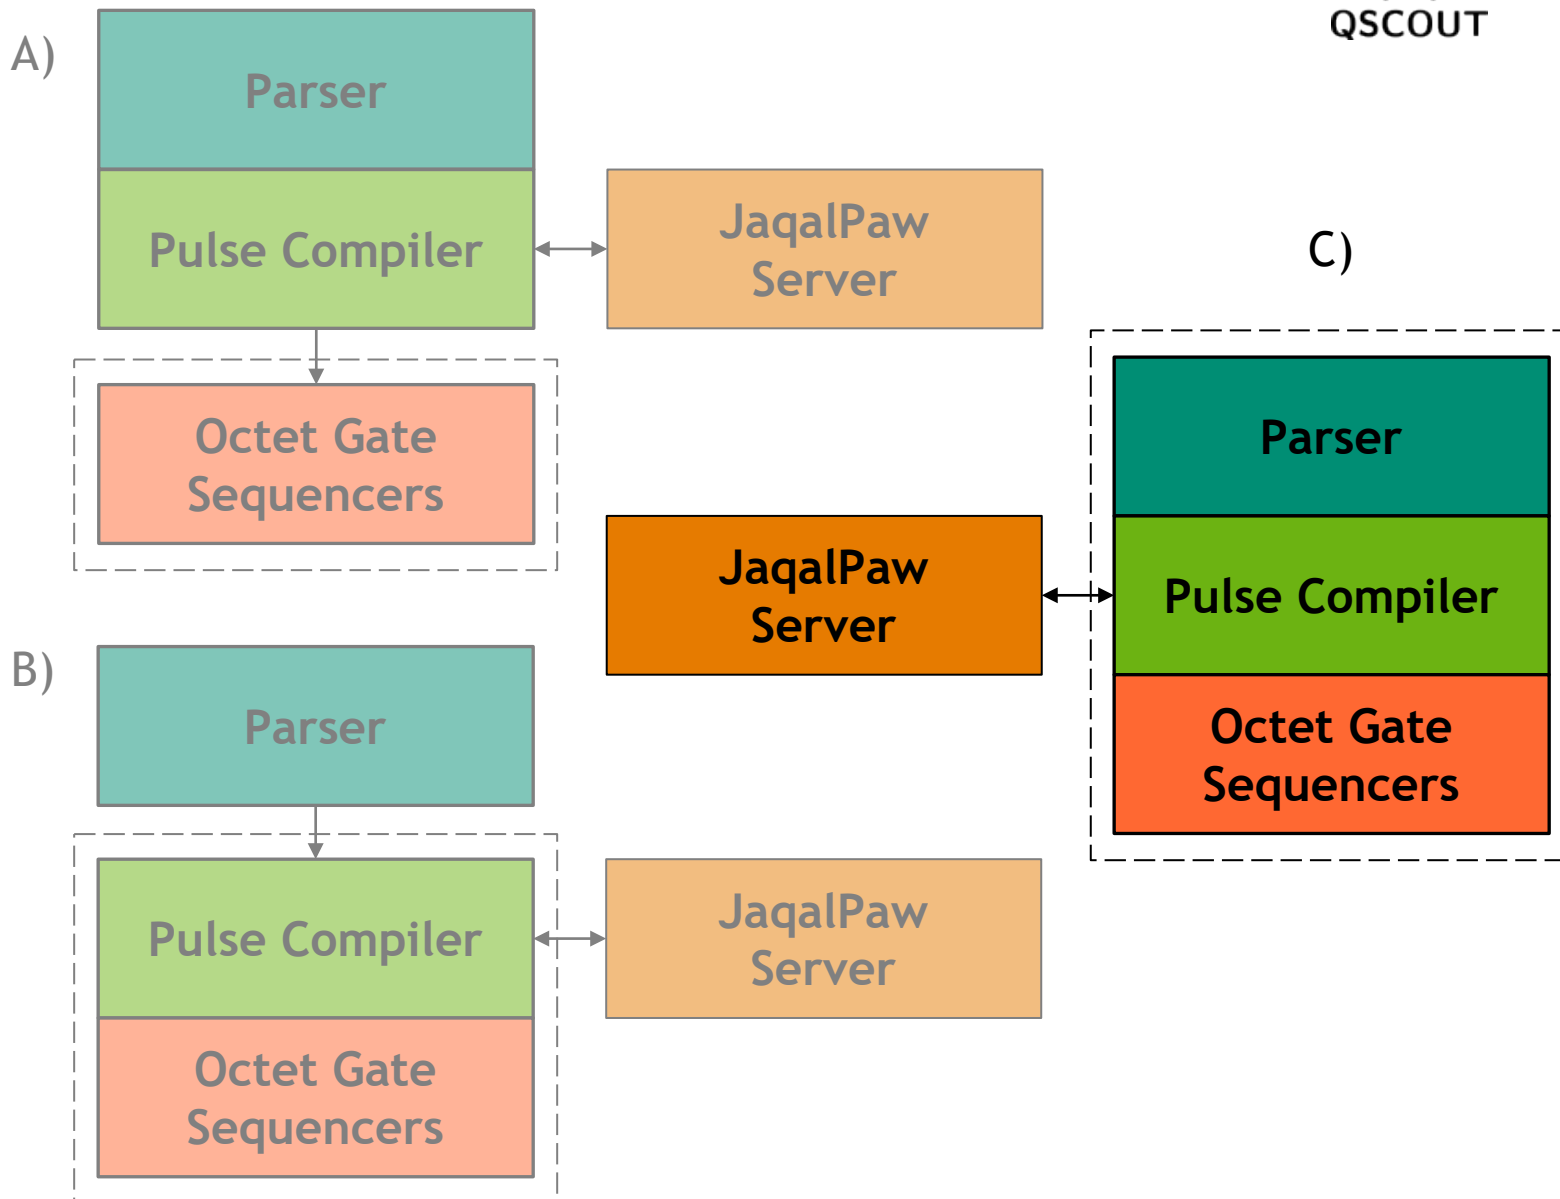 QSCOUT
A)
Parser
Pulse Compiler
JaqalPaw
Server
Octet Gate
Sequencers
B)
Parser
Pulse Compiler
JaqalPaw
Server
Octet Gate
Sequencers
C)
Parser
JaqalPaw
Server
Pulse Compiler
Octet Gate
Sequencers